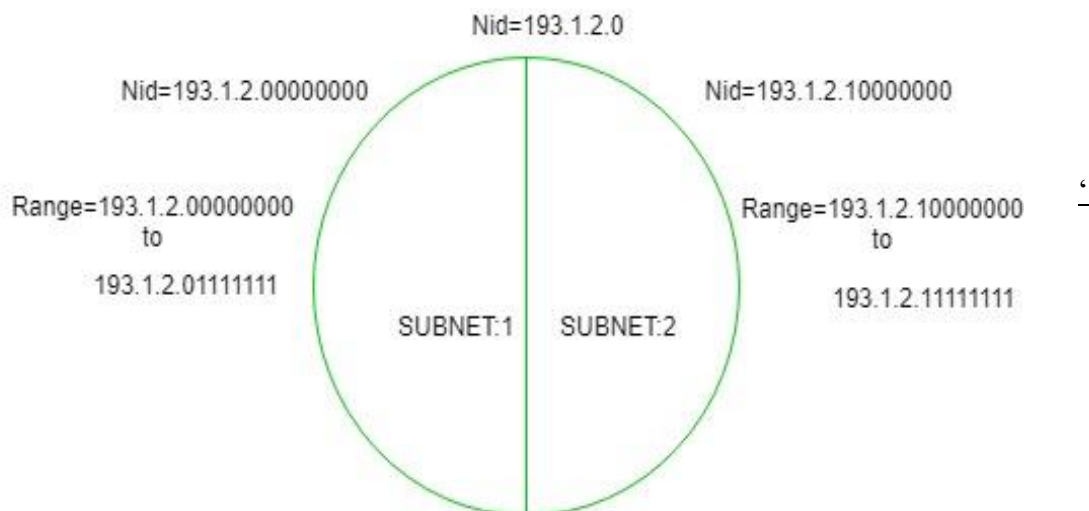 Nid=193.1.2.0
Nid=193.1.2.00000000
Nid=193.1.2.10000000
Range=193.1.2.00000000
to
193.1.2.01111111
Range=193.1.2.10000000
to
193.1.2.11111111
‘
SUBNET:1
SUBNET:2